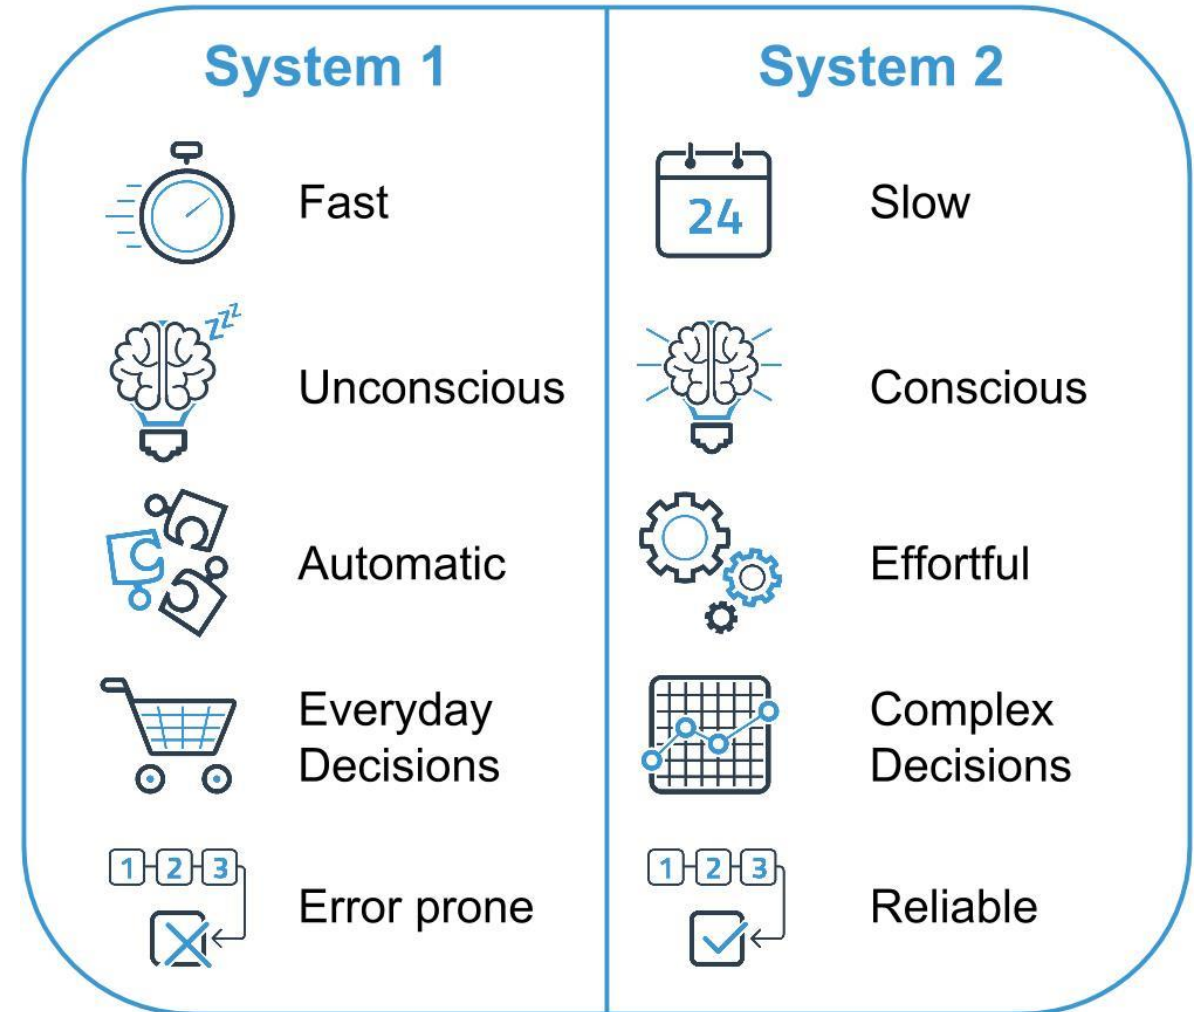 System 1
System 2
Fast
Slow
zzz
Unconscious
Conscious
Automatic
Effortful
Everyday
Decisions
Complex
Decisions
1 2 3
Error prone
1 2 3
Reliable
24